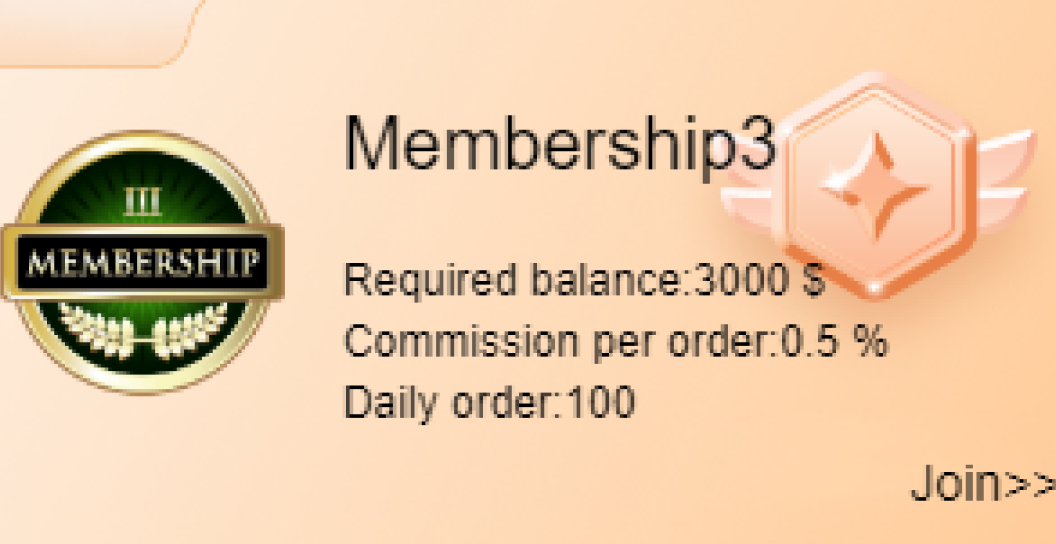 Membership3
III
MEMBERSHIP
Required balance:3000 $
Commission per order:0.5 %
Daily order:100
Join>>